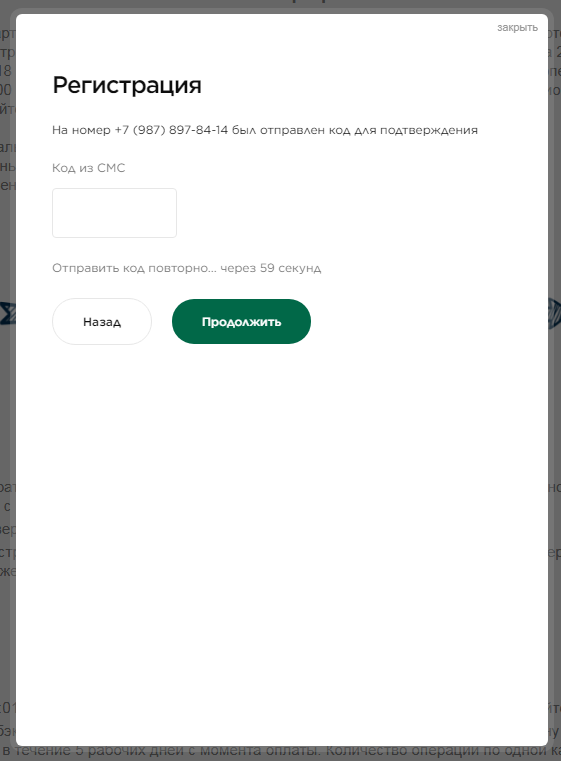 закрыть
Регистрация
На номер +7 (987) 897-84-14 был отправлен код для подтверждения
Код из СМС
Отправить код повторно... через 59 секунд
Назад
Продолжить
в течение 5 рабочих дней с момента оплаты. Количество операций по одной